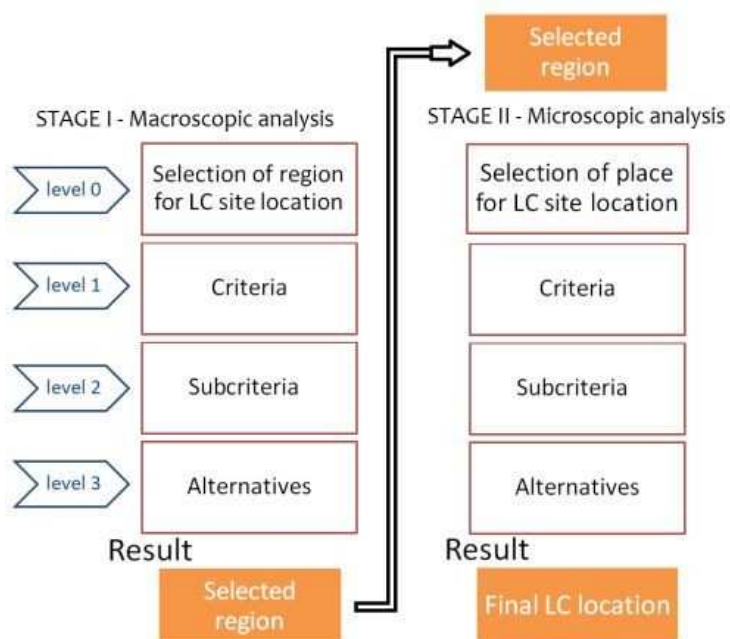 STAGE I - Macroscopic analysis
level 0
Selection of region
for LC site location
level 1
Criteria
level 2
Subcriteria
level 3
Alternatives
Result
Selected
region
Selected
region
STAGE II - Microscopic analysis
Selection of place
for LC site location
Criteria
Subcriteria
Alternatives
Result
Final LC location